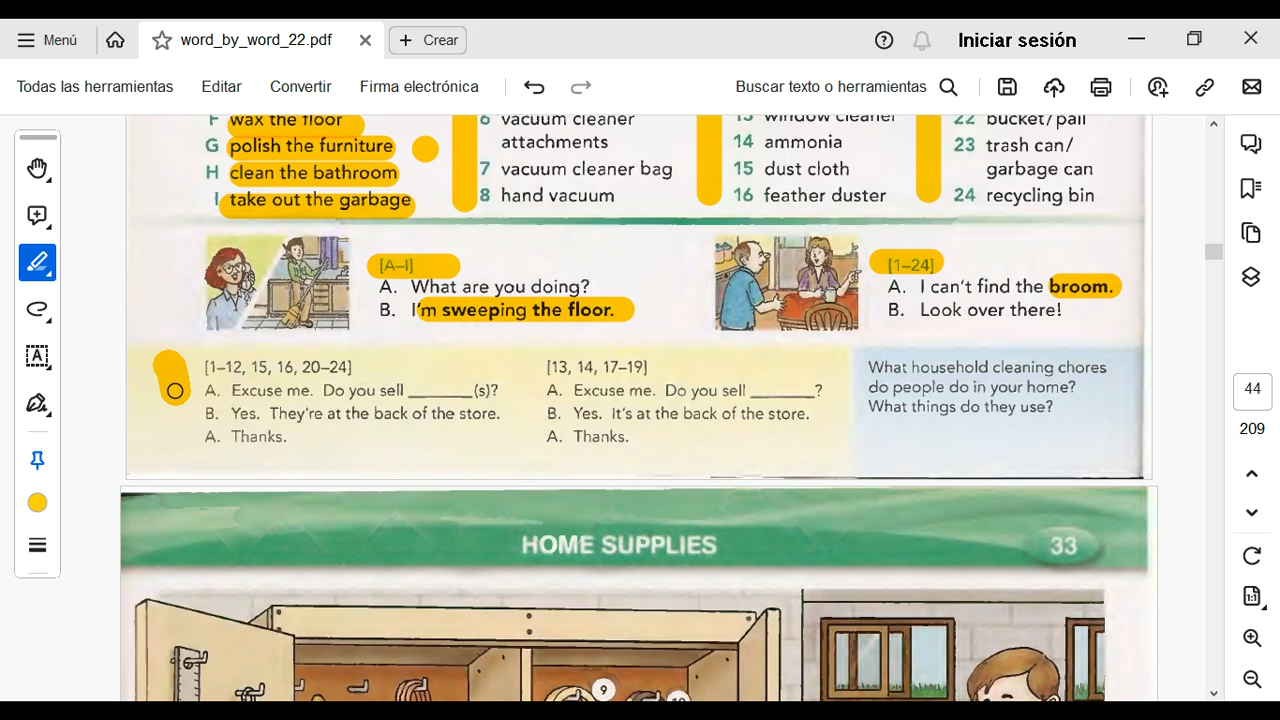 Menú
word_by_word_22.pdf
Crear
Iniciar sesión
Todas las herramientas Editar Convertir Firma electrónica
Buscar texto o herramientas
F wax the floor
G polish the furniture
H clean the bathroom
I take out the garbage
6 vacuum cleaner
attachments
7 vacuum cleaner bag
8 hand vacuum
13 window cleaner
14 ammonia
15 dust cloth
16 feather duster
22 bucket/pail
23 trash can/
garbage can
24 recycling bin
[A–I]
A. What are you doing?
B. I'm sweeping the floor.
[1–24]
A. I can't find the broom.
B. Look over there!
[1–12, 15, 16, 20–24]
A. Excuse me. Do you sell ________(s)?
B. Yes. They're at the back of the store.
A. Thanks.
[13, 14, 17–19]
A. Excuse me. Do you sell ________?
B. Yes. It's at the back of the store.
A. Thanks.
What household cleaning chores
do people do in your home?
What things do they use?
44
209
HOME SUPPLIES 33
9
10
1:1